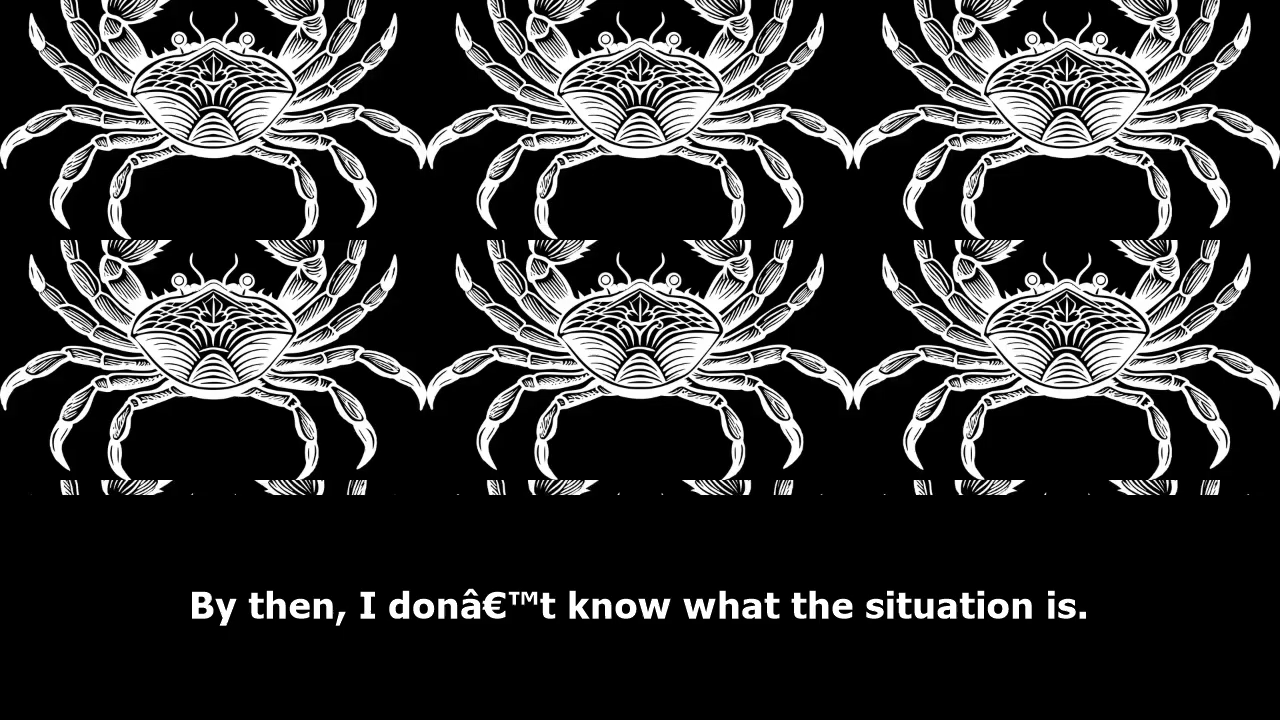 By then, I donâ€™t know what the situation is.